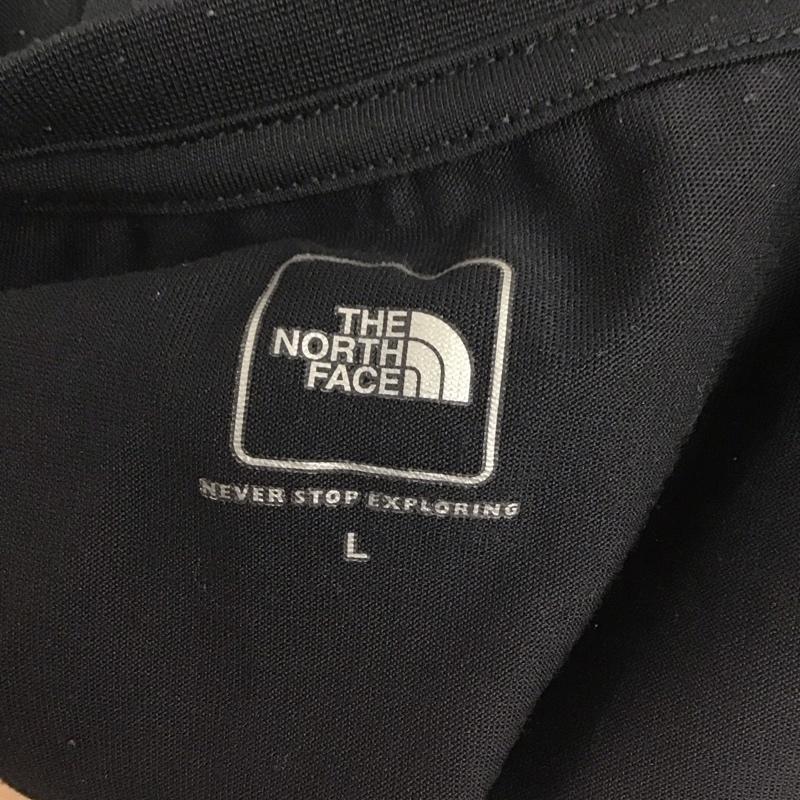 THE
NORTH
FACE
NEVER STOP EXPLORING
L